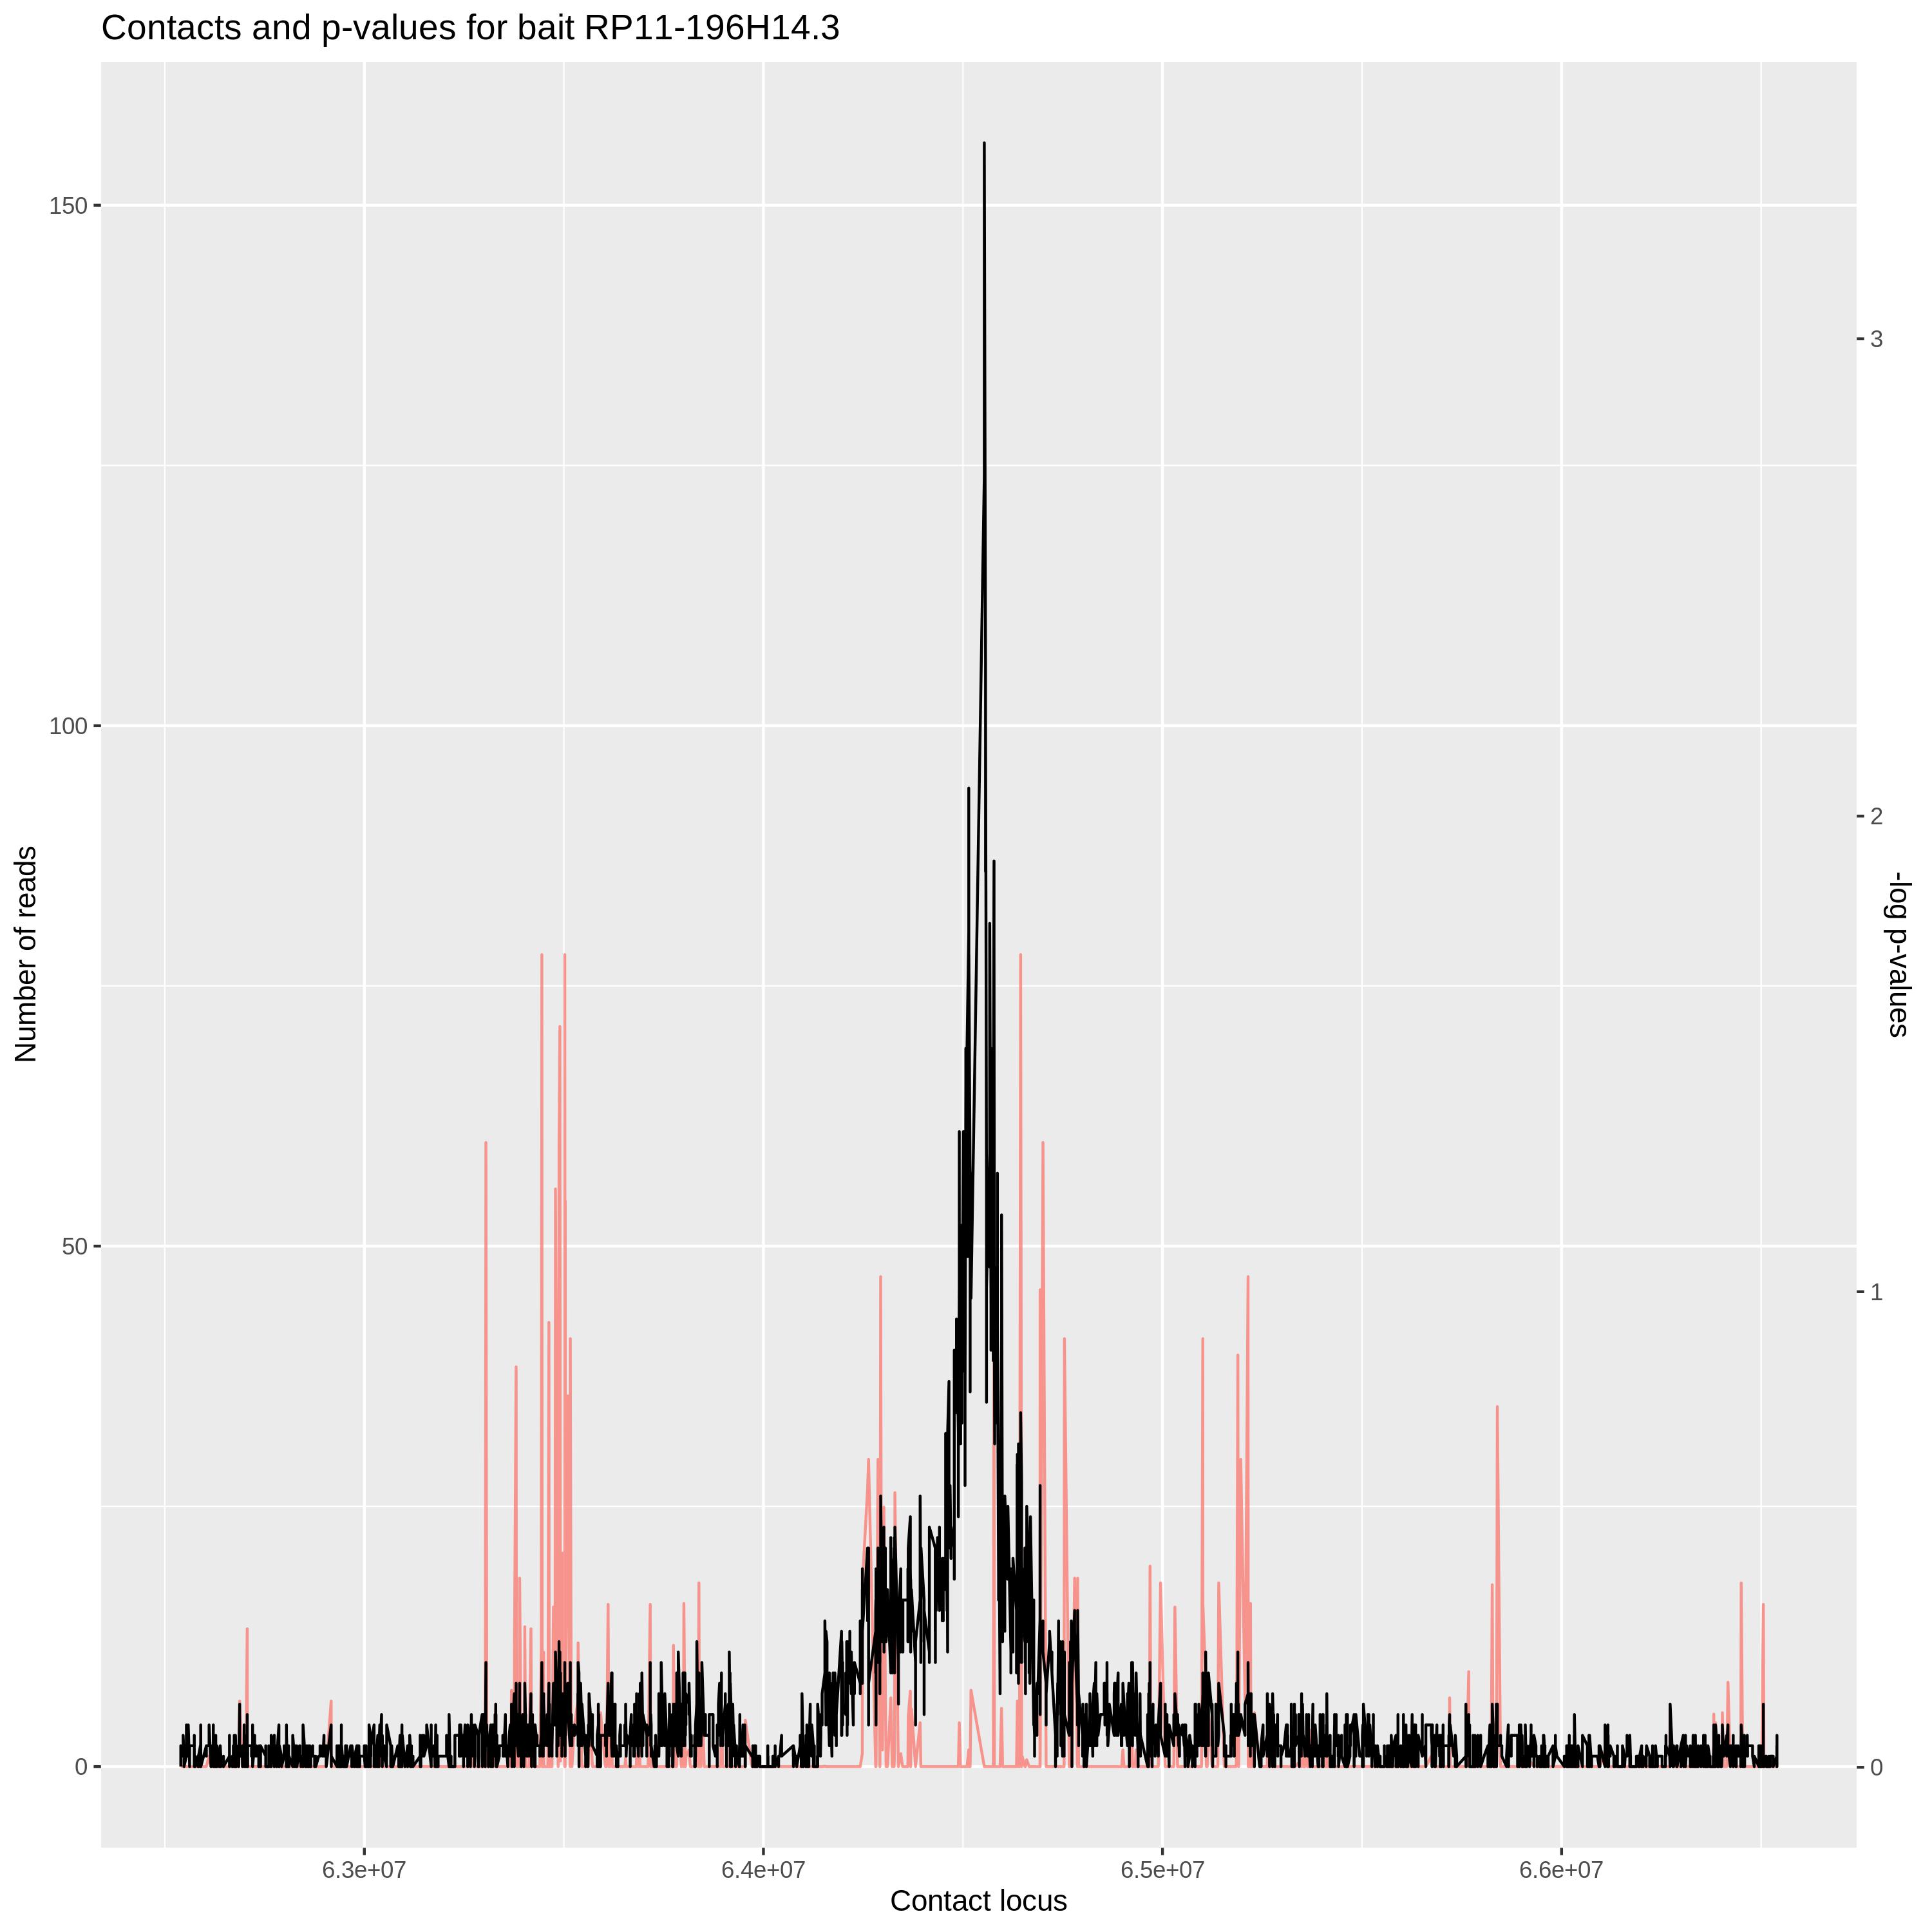 Contacts and p-values for bait RP11-196H14.3
150
100
50
0
3
2
1
0
Number of reads
-log p-values
6.3e+07
6.4e+07
6.5e+07
6.6e+07
Contact locus